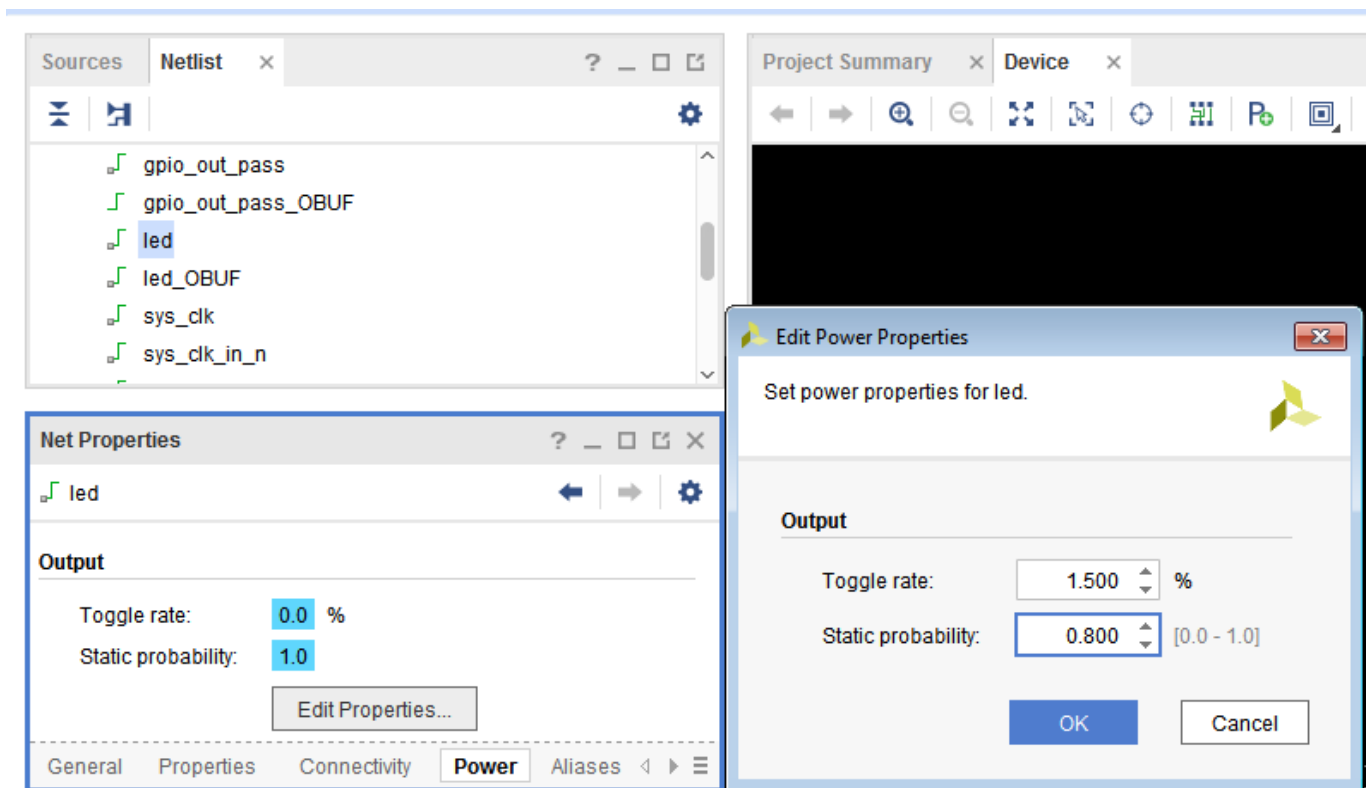 Sources Netlist
gpio_out_pass
gpio_out_pass_OBUF
led
led_OBUF
sys_clk
sys_clk_in_n
Net Properties
led
Output
Toggle rate: 0.0 %
Static probability: 1.0
Edit Properties...
General Properties Connectivity Power Aliases
Project Summary Device
Edit Power Properties
Set power properties for led.
Output
Toggle rate: 1.500 %
Static probability: 0.800 [0.0 - 1.0]
OK Cancel